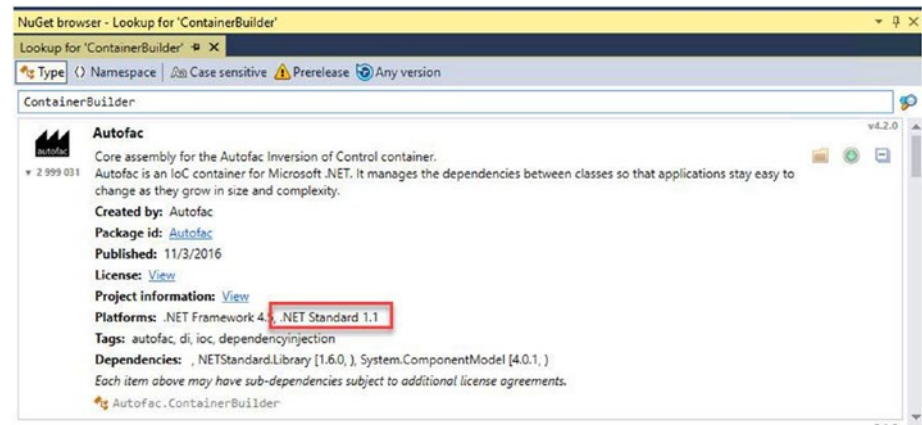 NuGet browser - Lookup for 'ContainerBuilder'
Lookup for 'ContainerBuilder'
Type Namespace Case sensitive Prerelease Any version
ContainerBuilder
Autofac v4.2.0
autofac Core assembly for the Autofac Inversion of Control container.
2 999 031 Autofac is an IoC container for Microsoft .NET. It manages the dependencies between classes so that applications stay easy to
change as they grow in size and complexity.
Created by: Autofac
Package id: Autofac
Published: 11/3/2016
License: View
Project information: View
Platforms: .NET Framework 4.5, .NET Standard 1.1
Tags: autofac, di, ioc, dependencyinjection
Dependencies: , NETStandard.Library [1.6.0, ), System.ComponentModel [4.0.1, )
Each item above may have sub-dependencies subject to additional license agreements.
Autofac.ContainerBuilder